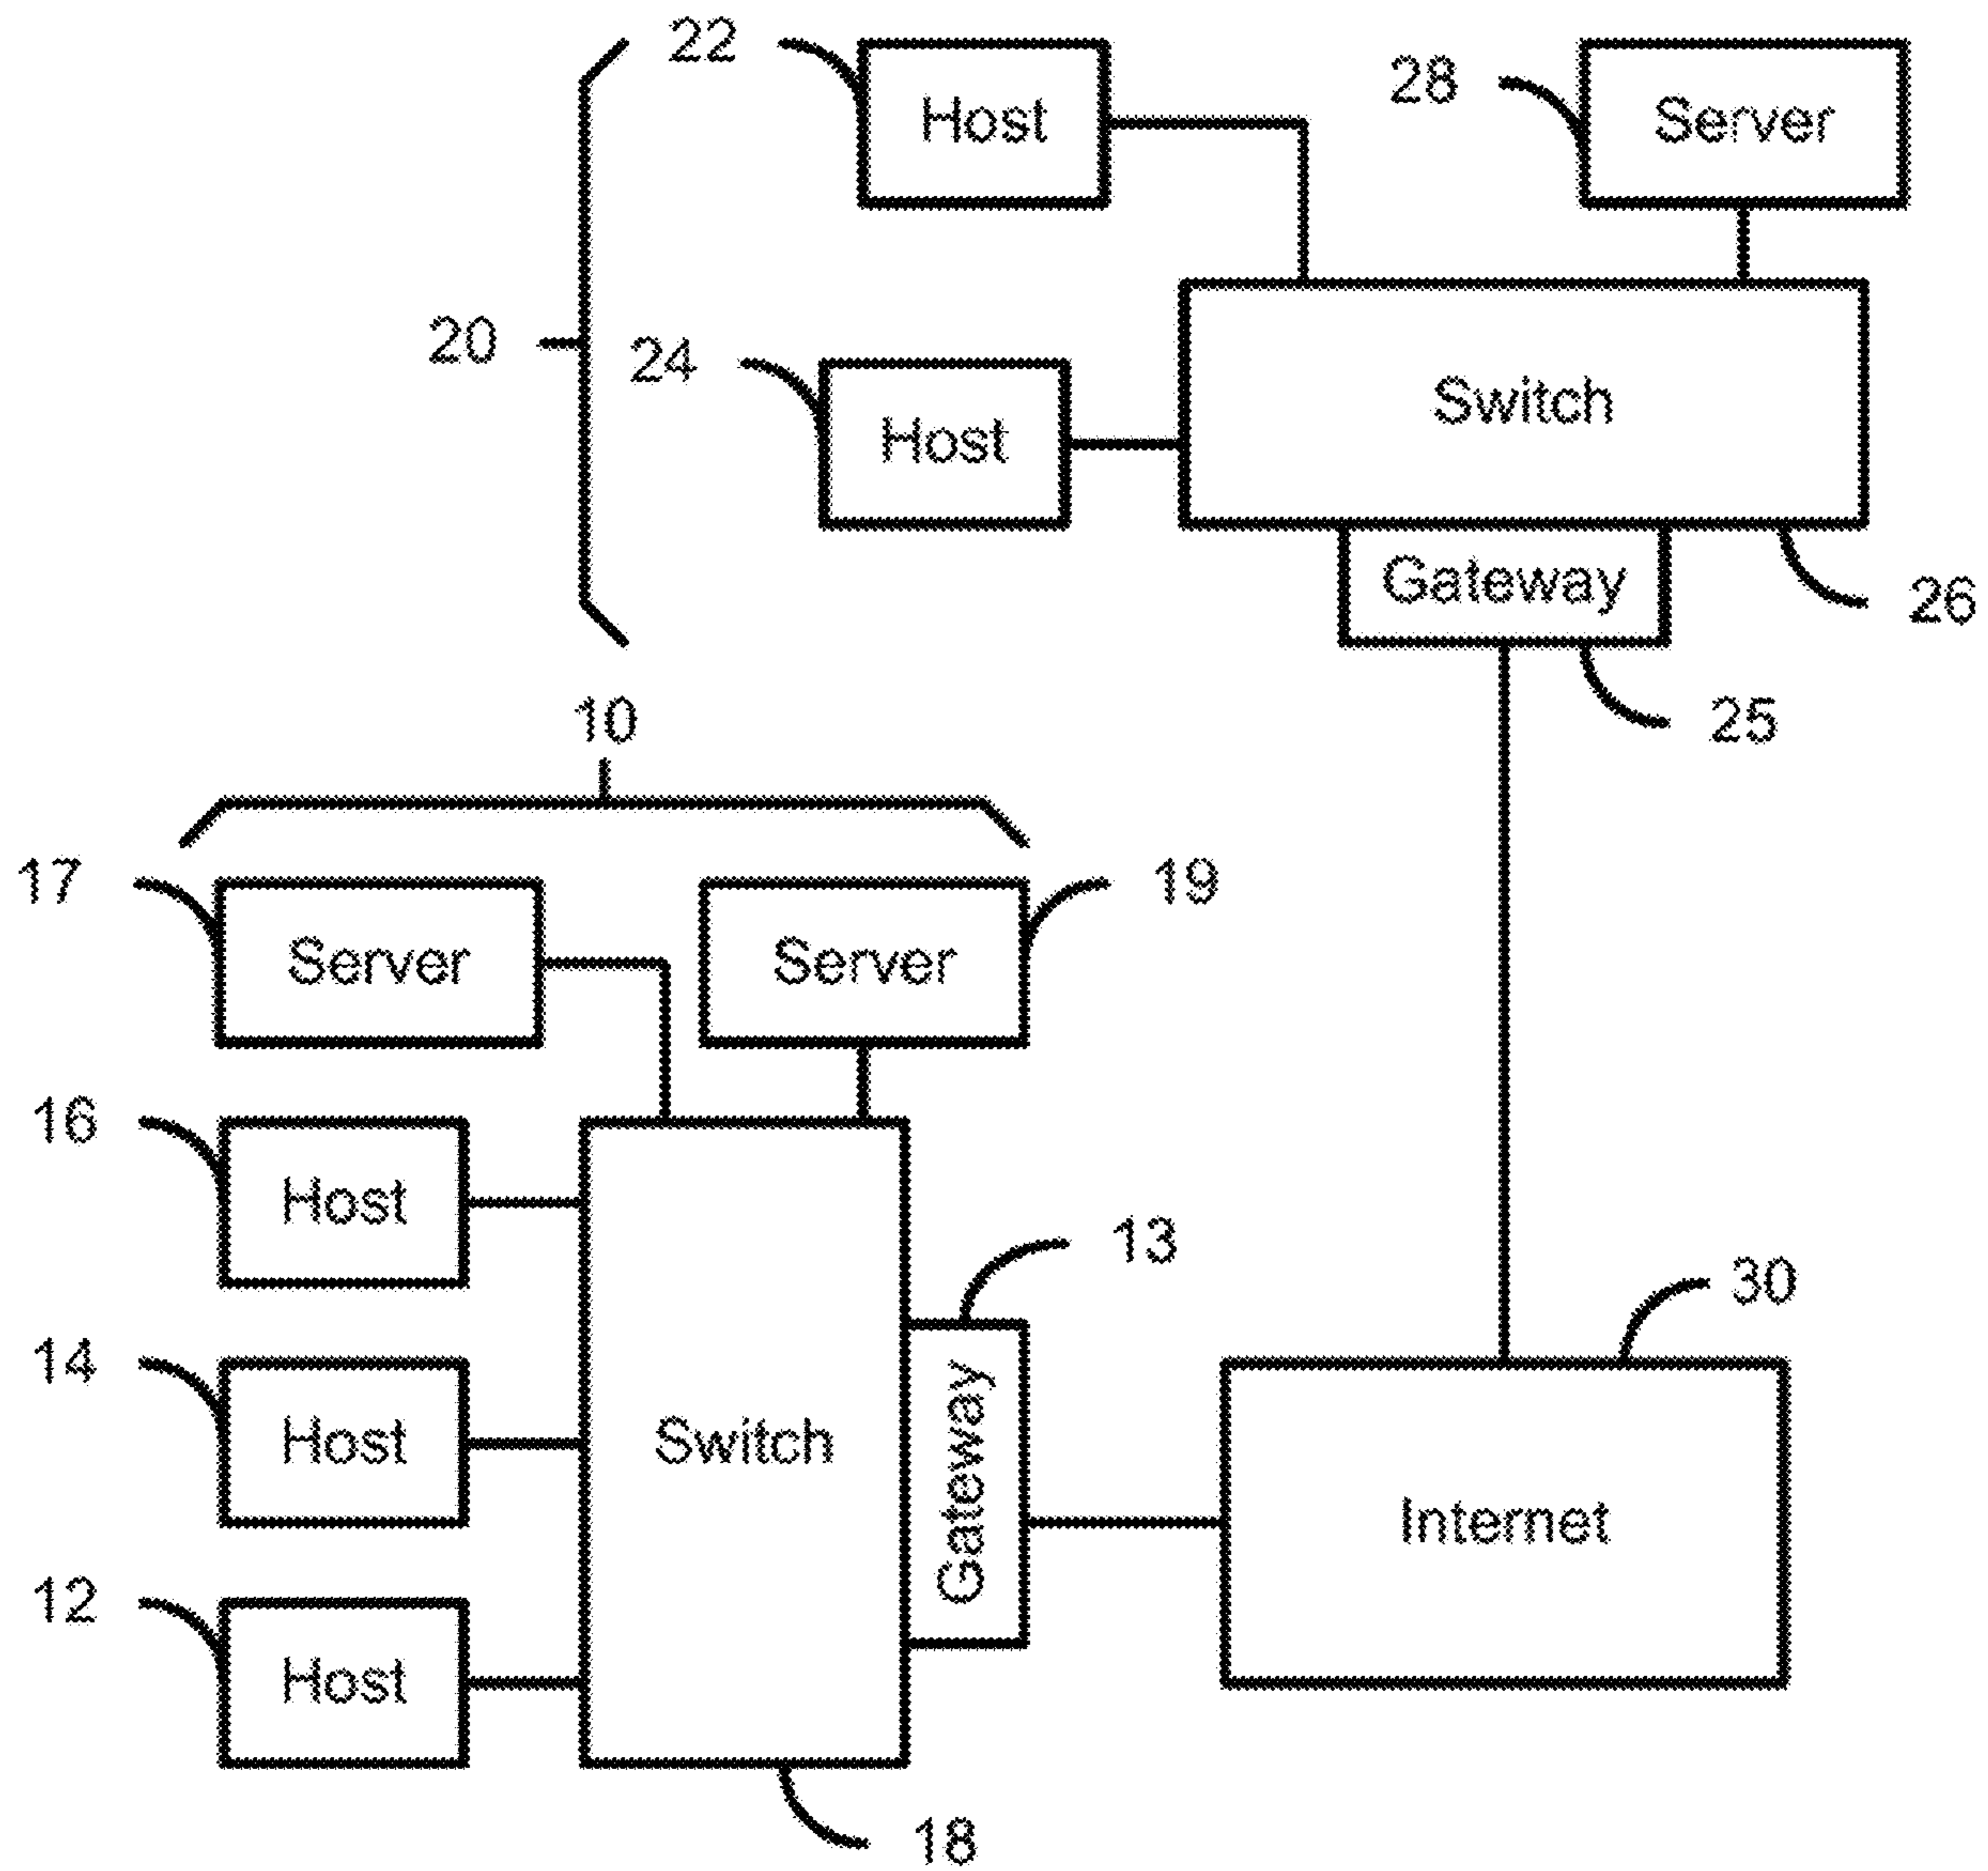 22
Host
28
Server
20
24
Host
Switch
Gateway
26
25
10
17
Server
Server
19
16
Host
13
14
Host
Switch
Gateway
30
Internet
12
Host
18